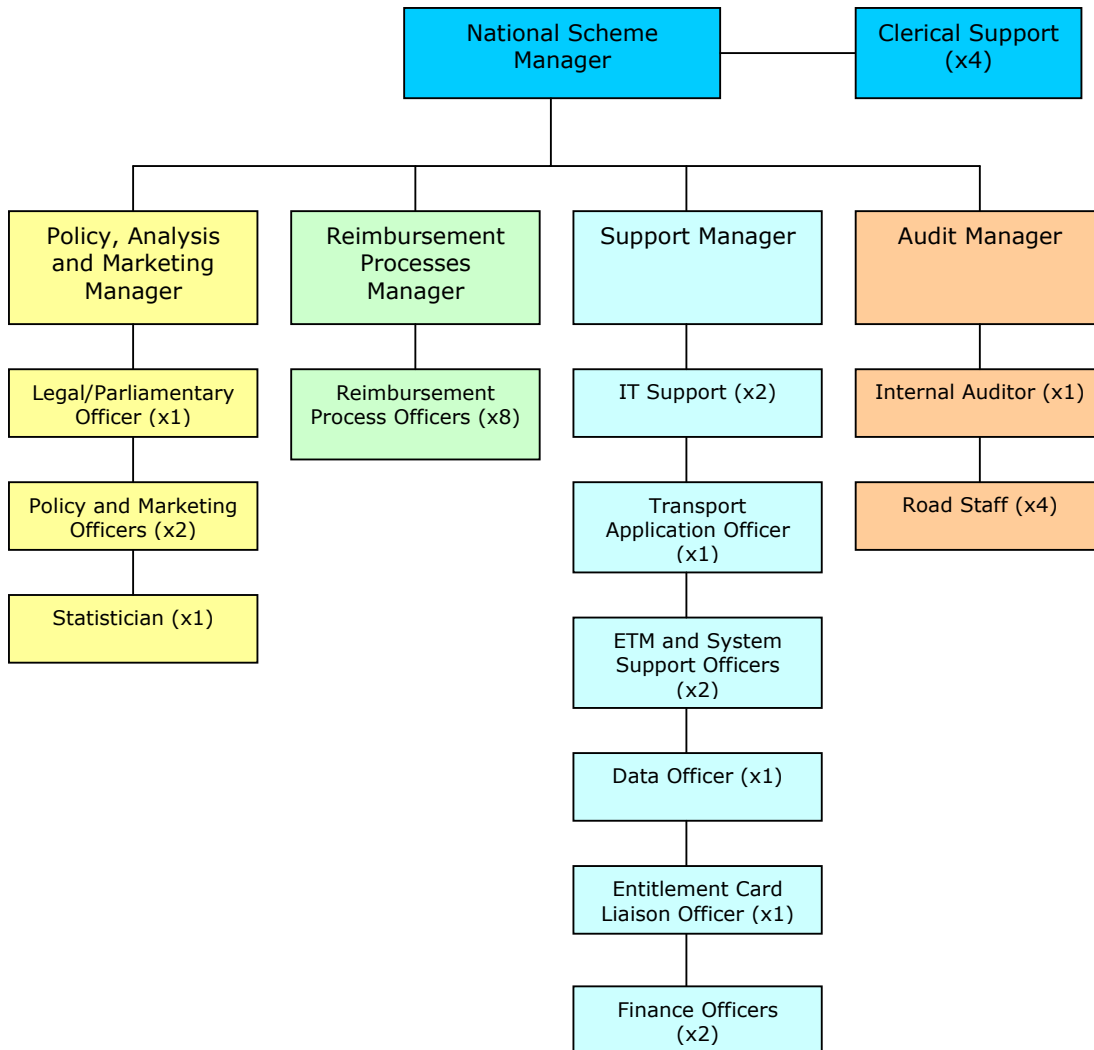 National Scheme
Manager
Clerical Support
(x4)
Policy, Analysis
and Marketing
Manager
Reimbursement
Processes
Manager
Support Manager
Audit Manager
Legal/Parliamentary
Officer (x1)
Reimbursement
Process Officers (x8)
IT Support (x2)
Internal Auditor (x1)
Policy and Marketing
Officers (x2)
Transport
Application Officer
(x1)
Road Staff (x4)
Statistician (x1)
ETM and System
Support Officers
(x2)
Data Officer (x1)
Entitlement Card
Liaison Officer (x1)
Finance Officers
(x2)